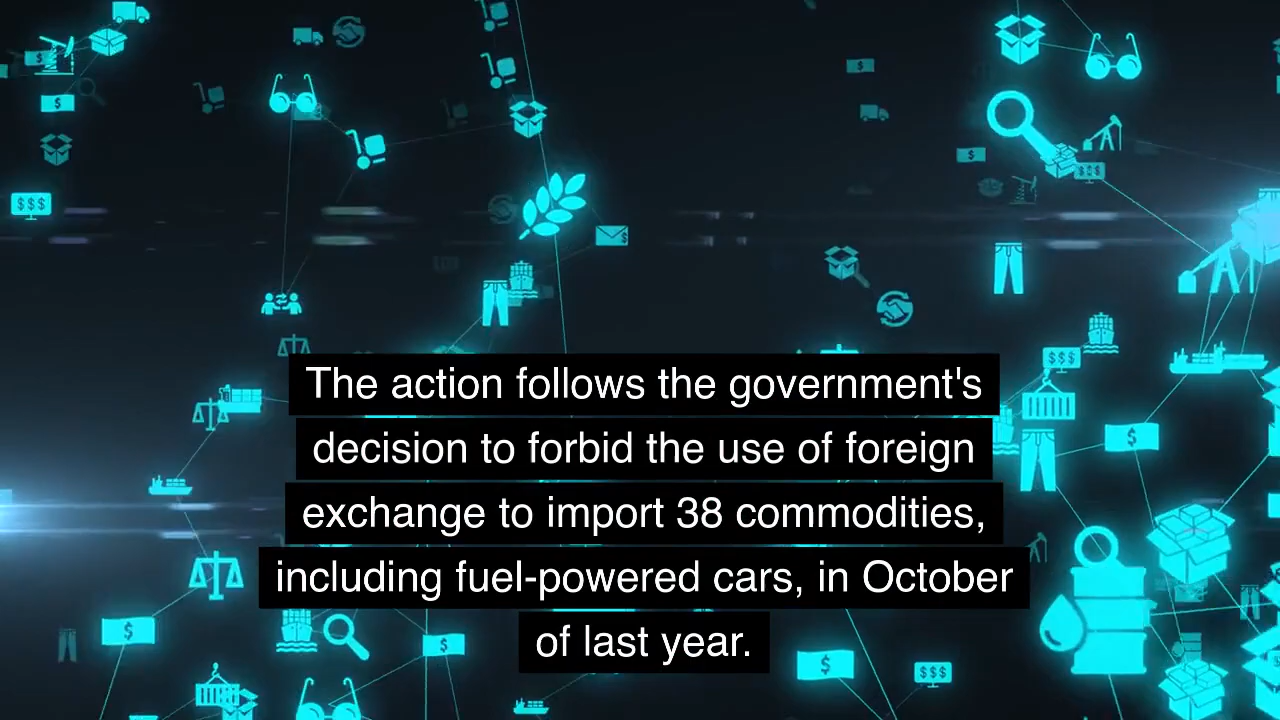 The action follows the government's
decision to forbid the use of foreign
exchange to import 38 commodities,
including fuel-powered cars, in October
of last year.